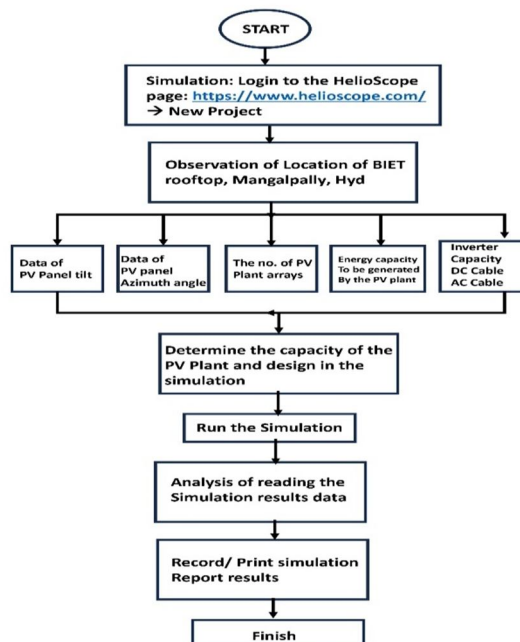 START
Simulation: Login to the HelioScope
page: https://www.helioscope.com/
→ New Project
Observation of Location of BIET
rooftop, Mangalpally, Hyd
Data of
PV Panel tilt
Data of
PV panel
Azimuth angle
The no. of PV
Plant arrays
Energy capacity
To be generated
By the PV plant
Inverter
Capacity
DC Cable
AC Cable
Determine the capacity of the
PV Plant and design in the
simulation
Run the Simulation
Analysis of reading the
Simulation results data
Record/ Print simulation
Report results
Finish